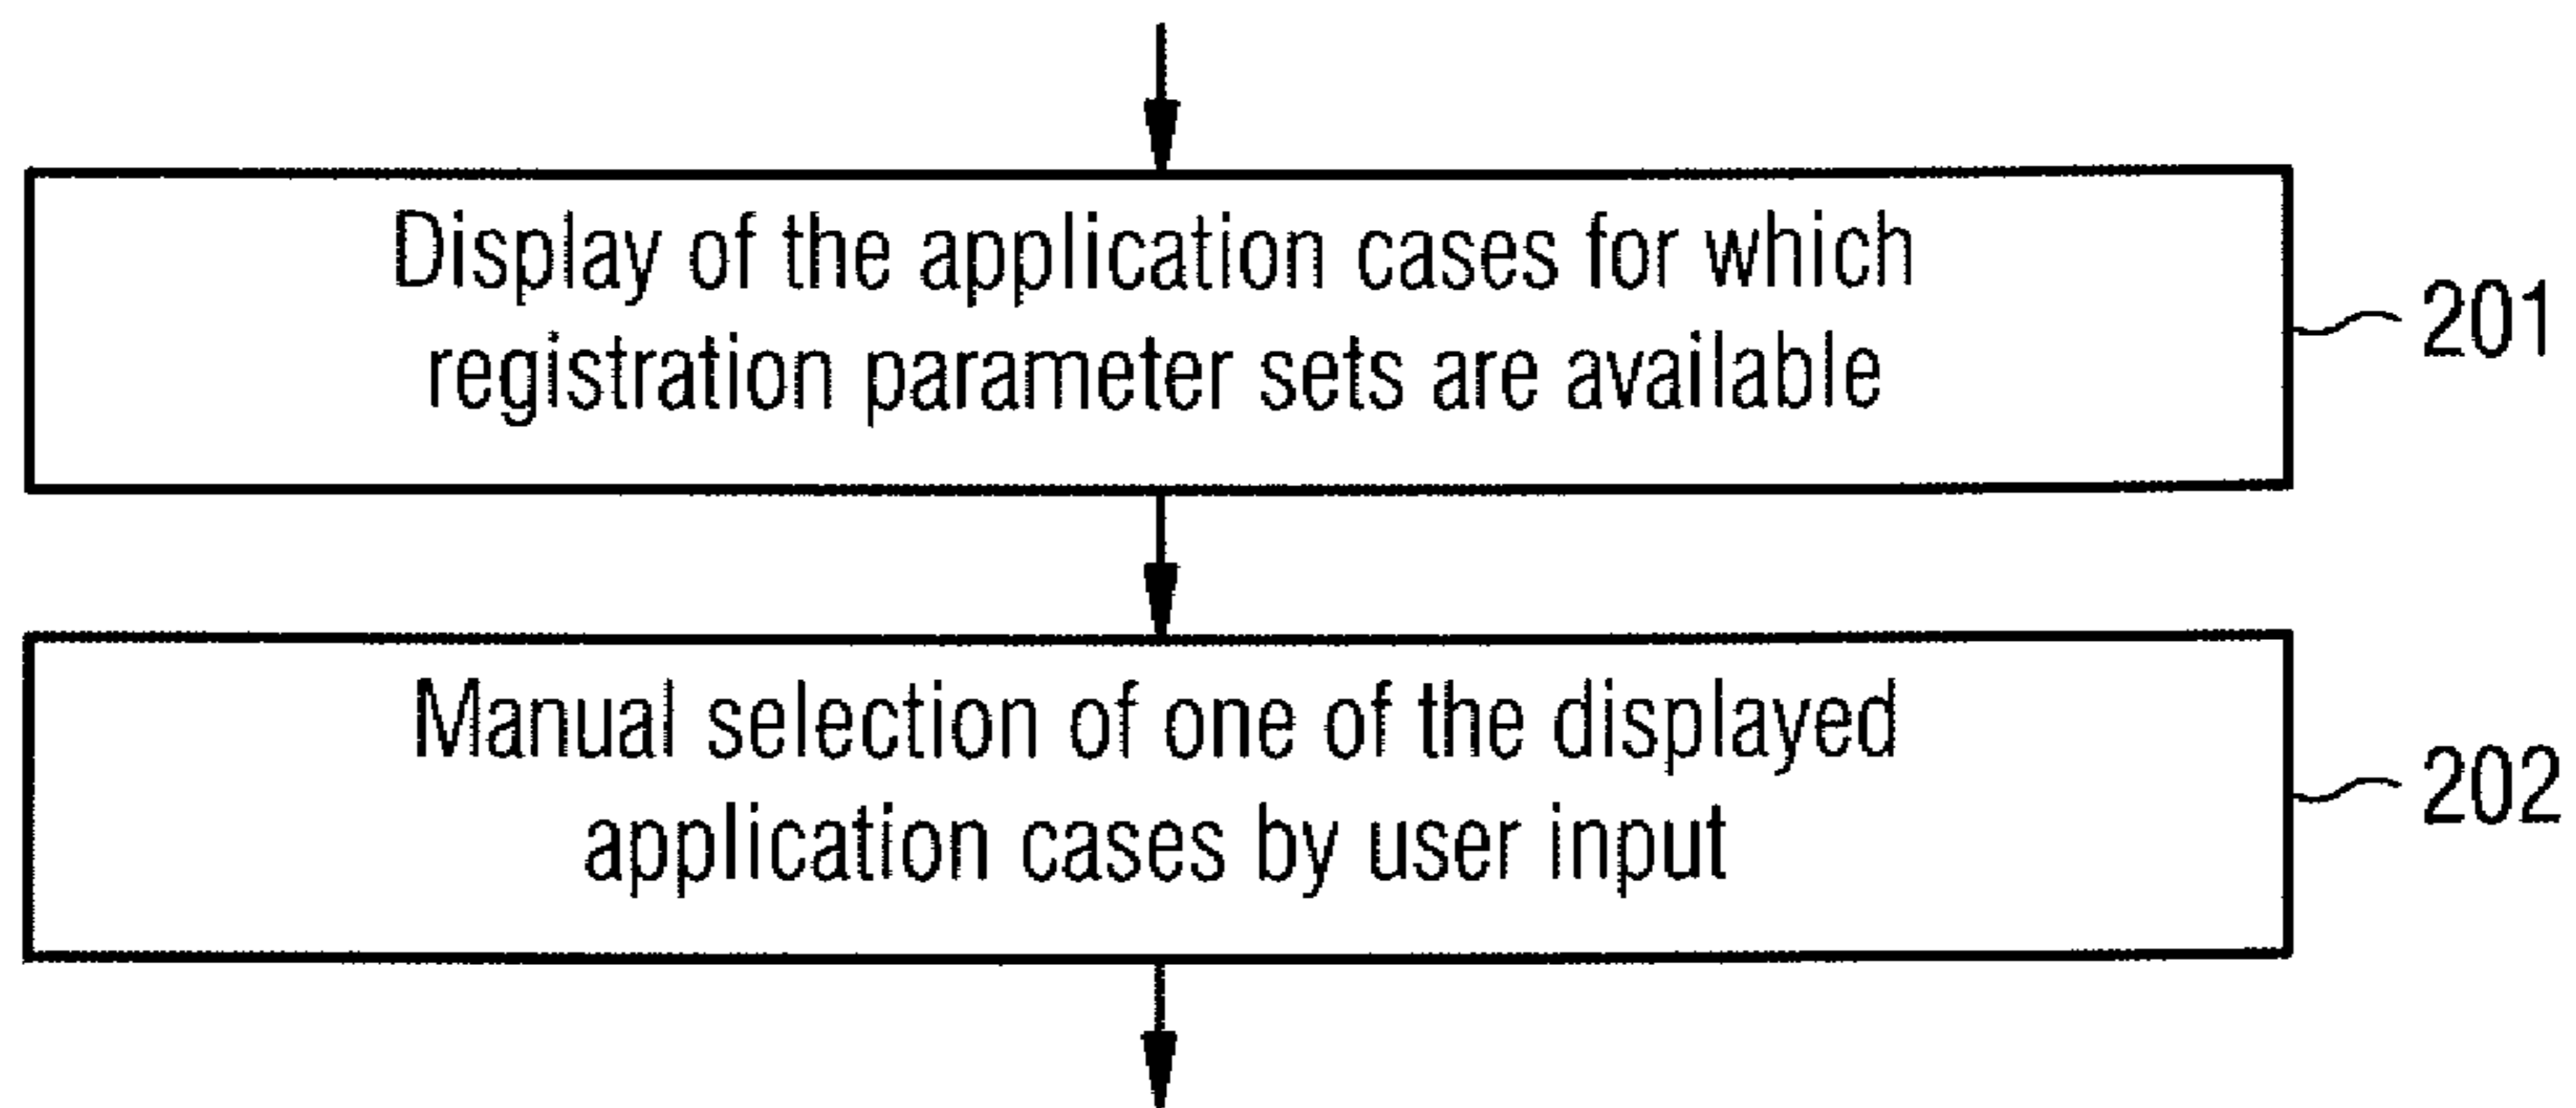 Display of the application cases for which
registration parameter sets are available
201
Manual selection of one of the displayed
application cases by user input
202